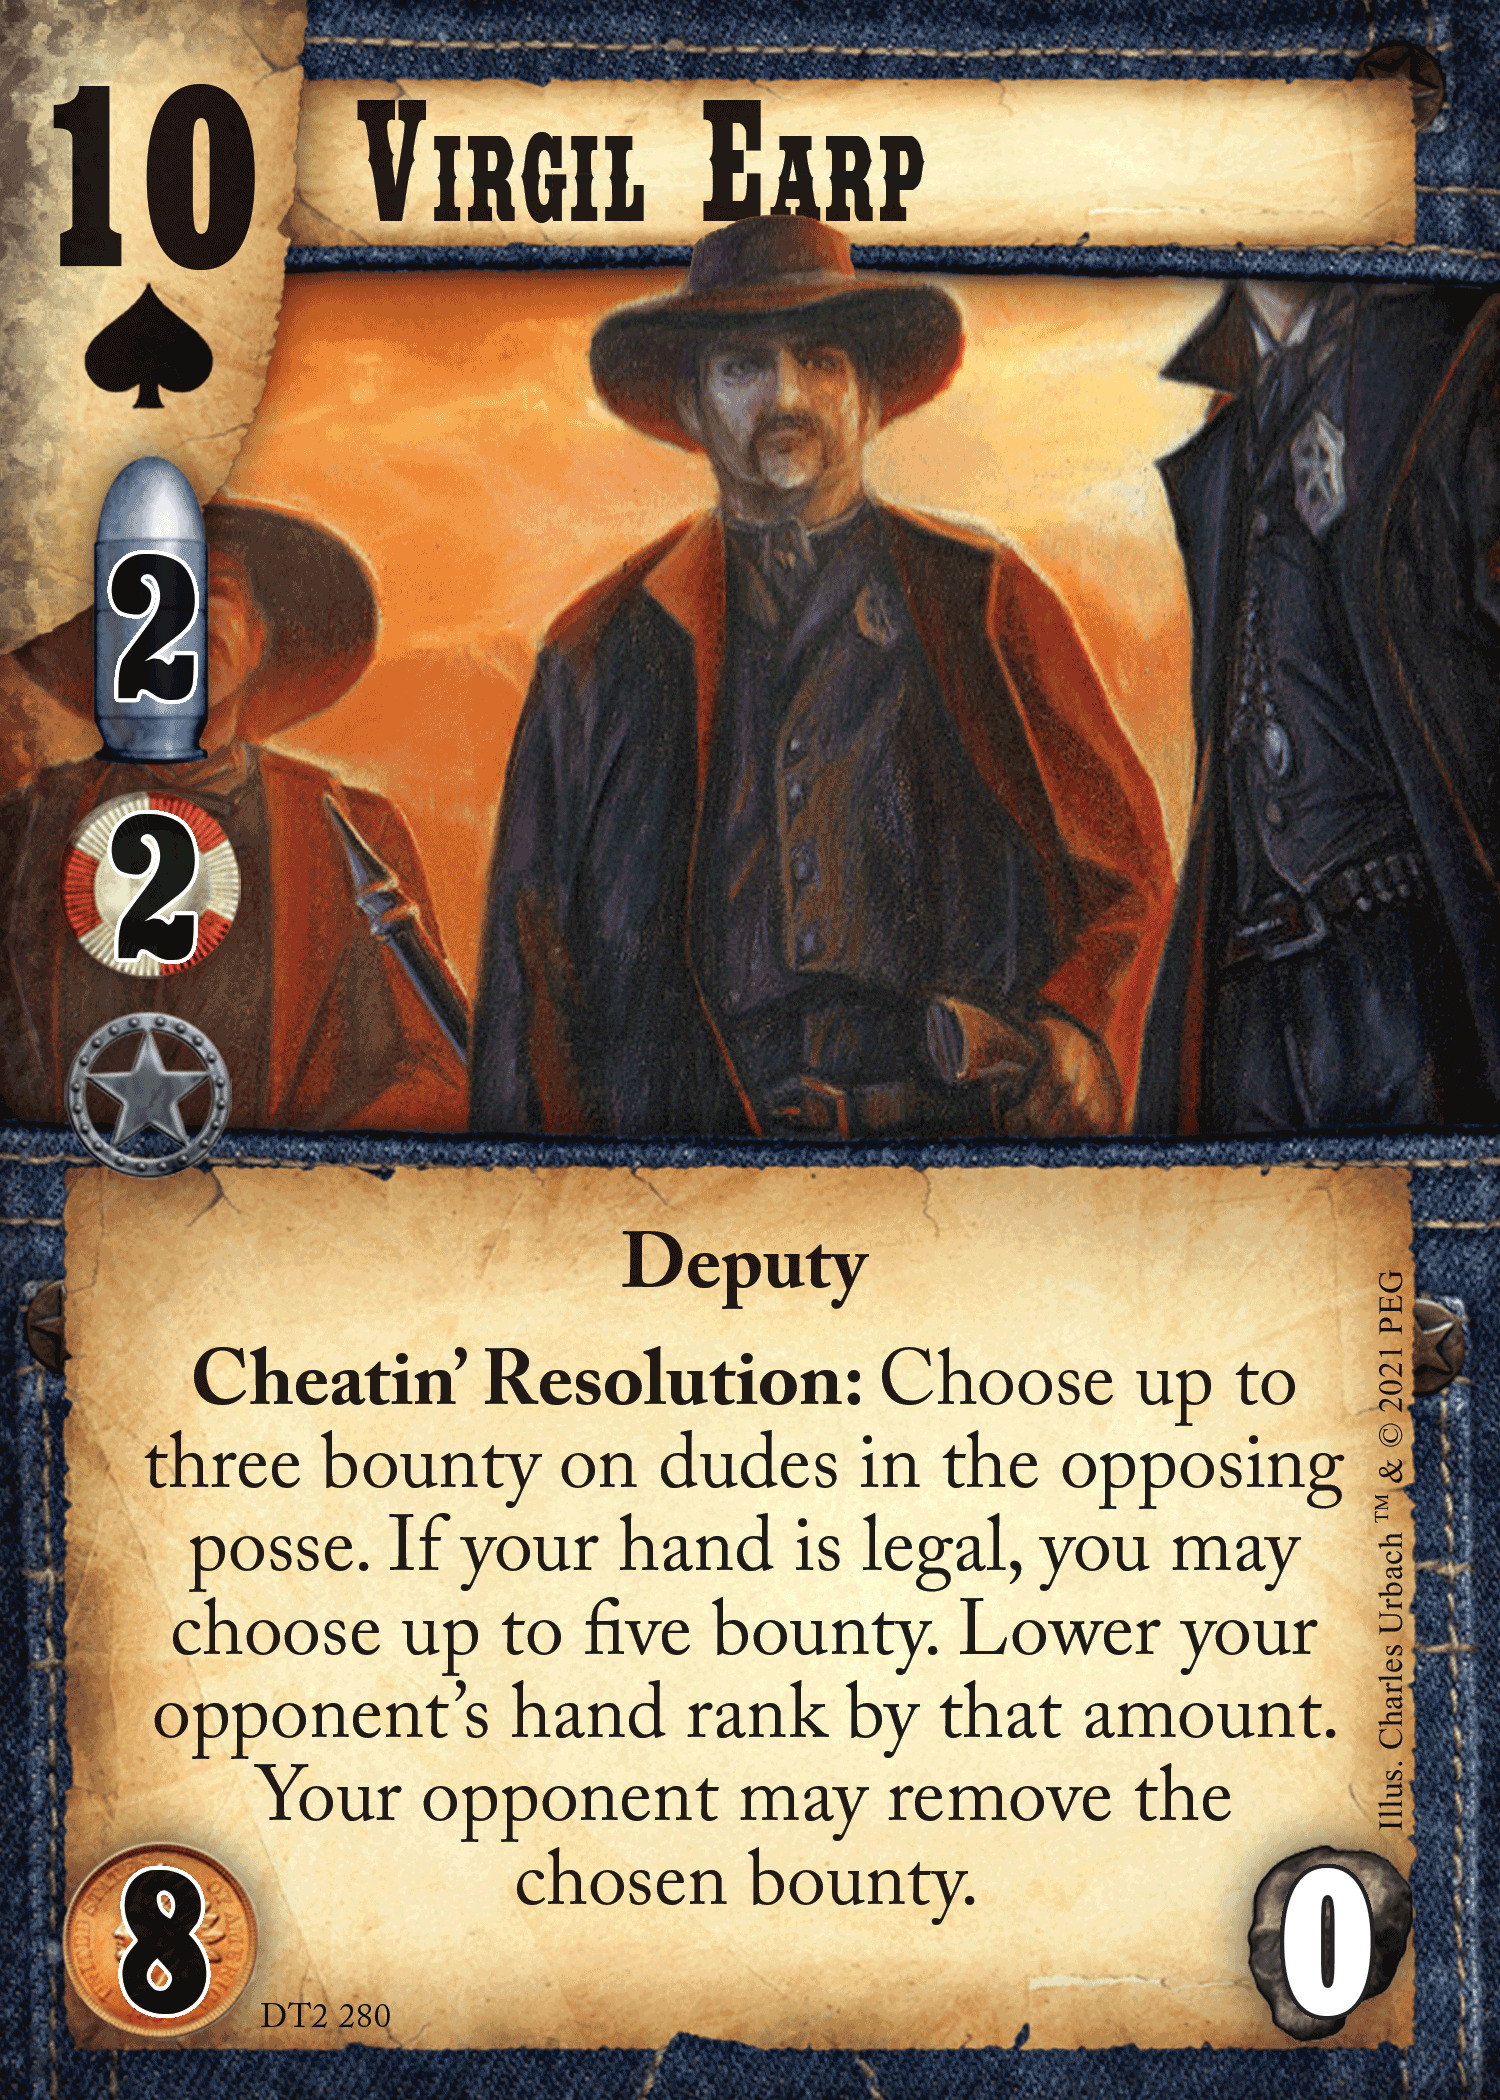 10
Virgil Earp
2
2
Deputy
Cheatin’ Resolution: Choose up to
three bounty on dudes in the opposing
posse. If your hand is legal, you may
choose up to five bounty. Lower your
opponent’s hand rank by that amount.
Your opponent may remove the
chosen bounty.
Illus. Charles Urbach ™ & © 2021 PEG
8
0
DT2 280